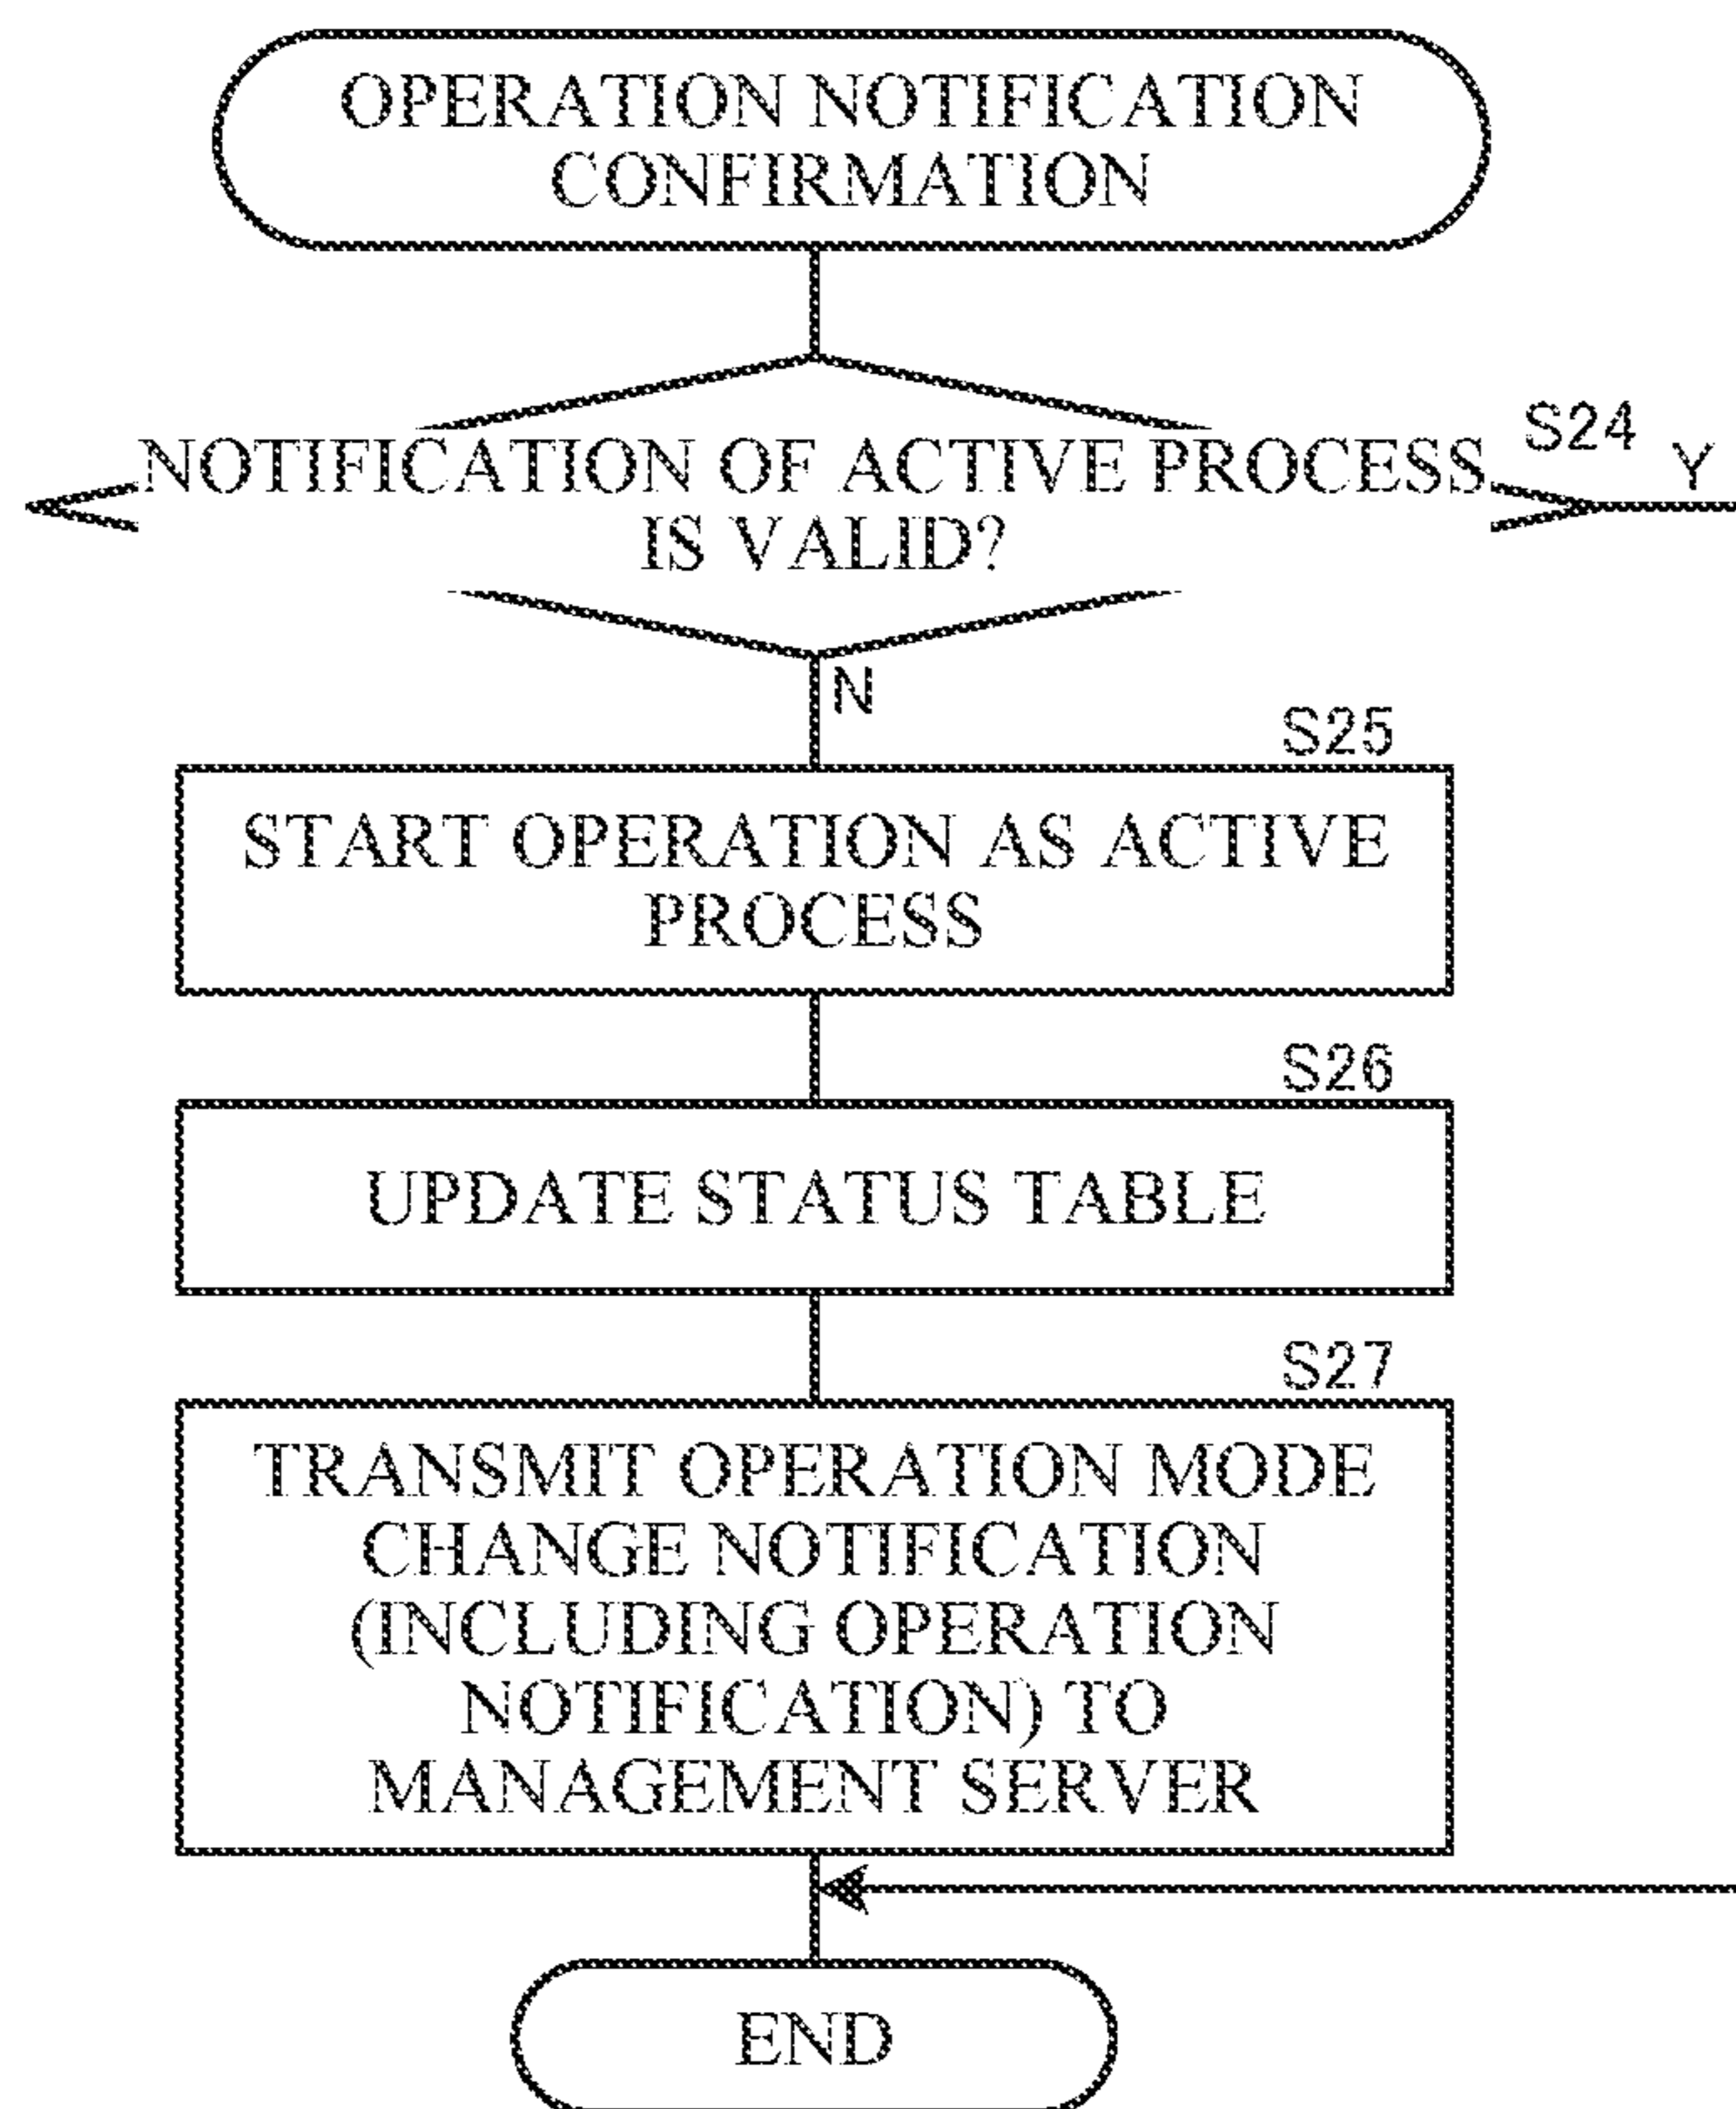 OPERATION NOTIFICATION
CONFIRMATION
S24
NOTIFICATION OF ACTIVE PROCESS
IS VALID?
Y
N
S25
START OPERATION AS ACTIVE
PROCESS
S26
UPDATE STATUS TABLE
S27
TRANSMIT OPERATION MODE
CHANGE NOTIFICATION
(INCLUDING OPERATION
NOTIFICATION) TO
MANAGEMENT SERVER
END